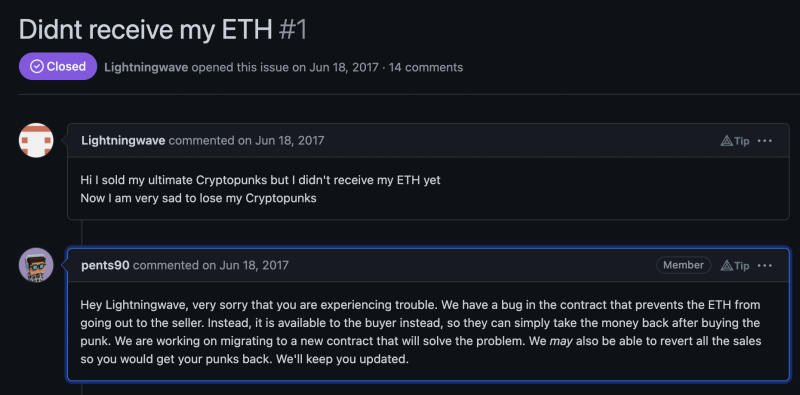 Didnt receive my ETH #1
Closed Lightningwave opened this issue on Jun 18, 2017 · 14 comments
Lightningwave commented on Jun 18, 2017 Tip ···
Hi I sold my ultimate Cryptopunks but I didn't receive my ETH yet
Now I am very sad to lose my Cryptopunks
pents90 commented on Jun 18, 2017 Member Tip ···
Hey Lightningwave, very sorry that you are experiencing trouble. We have a bug in the contract that prevents the ETH from
going out to the seller. Instead, it is available to the buyer instead, so they can simply take the money back after buying the
punk. We are working on migrating to a new contract that will solve the problem. We may also be able to revert all the sales
so you would get your punks back. We'll keep you updated.